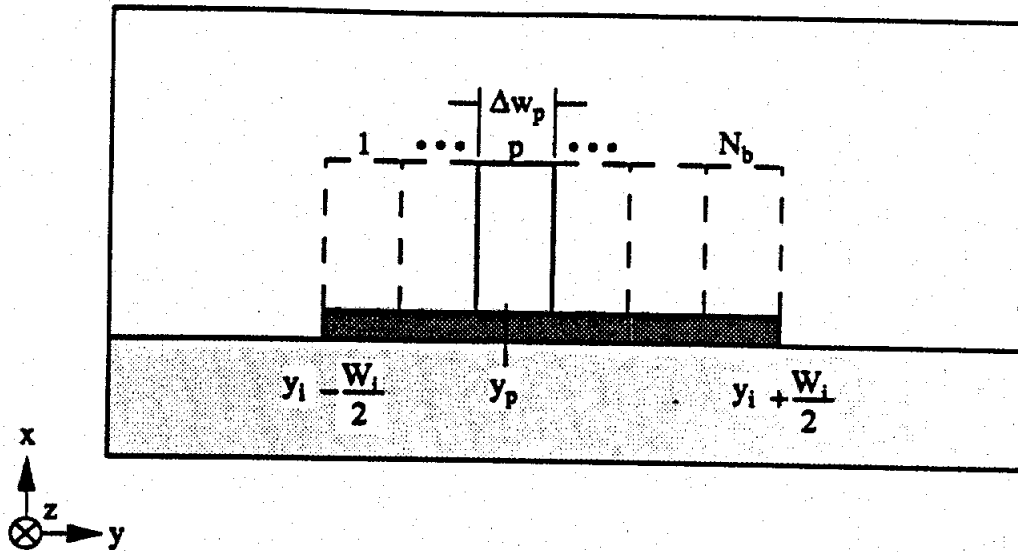 Δw_p
1 ••• p ••• N_b
y_i - W_i/2
y_p
y_i + W_i/2
x
z
y